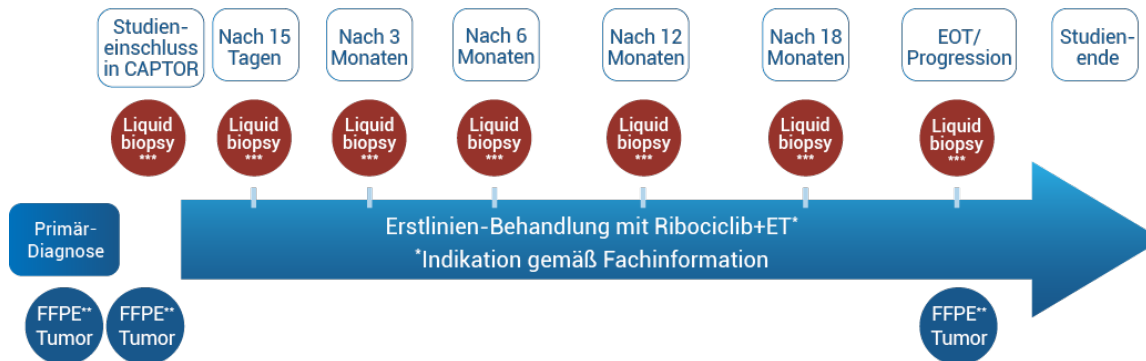 Studien-
einschluss
in CAPTOR
Nach 15
Tagen
Nach 3
Monaten
Nach 6
Monaten
Nach 12
Monaten
Nach 18
Monaten
EOT/
Progression
Studien-
ende
Liquid
biopsy
***
Liquid
biopsy
***
Liquid
biopsy
***
Liquid
biopsy
***
Liquid
biopsy
***
Liquid
biopsy
***
Liquid
biopsy
***
Primär-
Diagnose
Erstlinien-Behandlung mit Ribociclib+ET*
*Indikation gemäß Fachinformation
FFPE**
Tumor
FFPE**
Tumor
FFPE**
Tumor